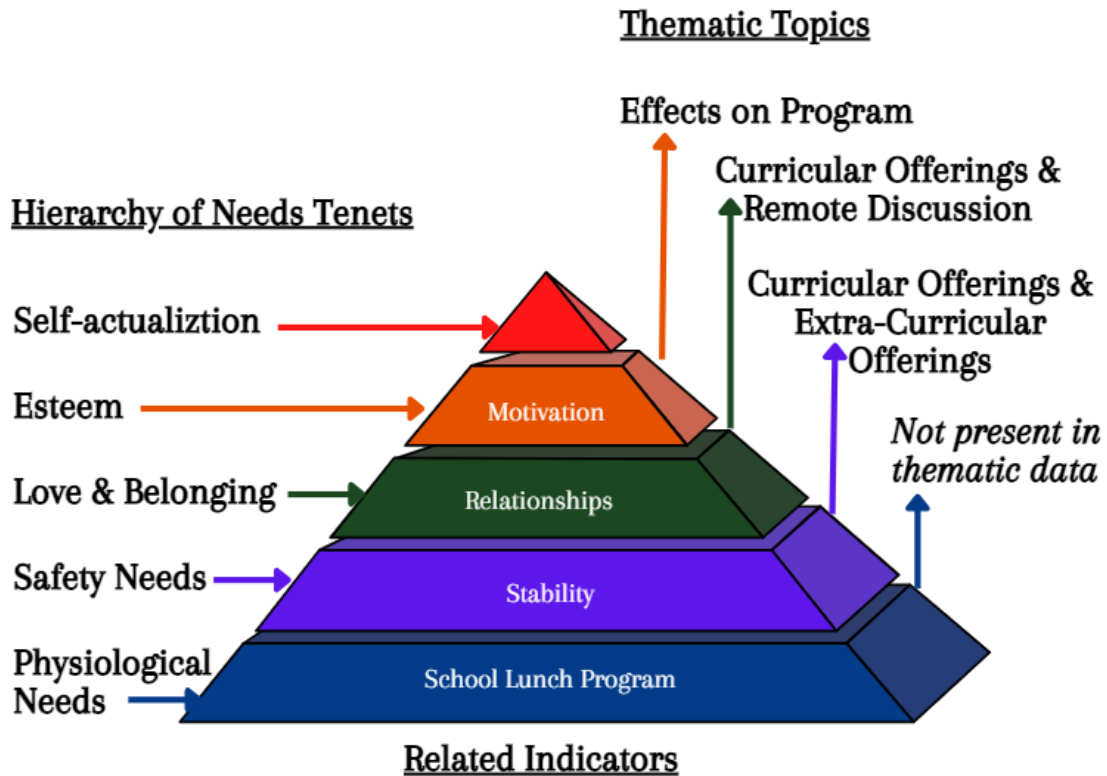 Thematic Topics
Effects on Program
Curricular Offerings &
Remote Discussion
Hierarchy of Needs Tenets
Curricular Offerings &
Extra-Curricular
Offerings
Self-actualiztion
Esteem
Motivation
Not present in
thematic data
Love & Belonging
Relationships
Safety Needs
Stability
Physiological
Needs
School Lunch Program
Related Indicators